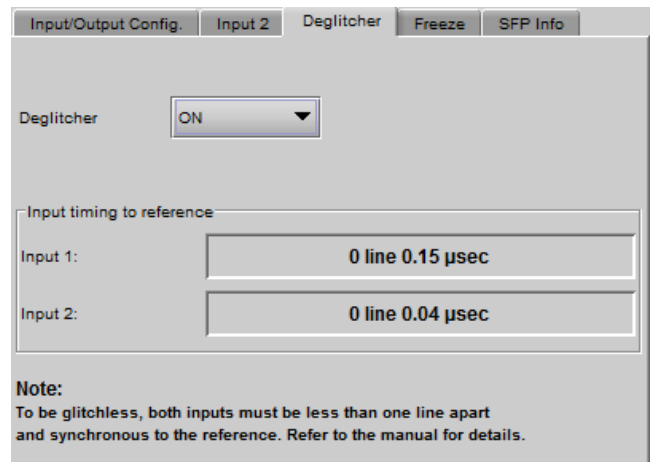 Input/Output Config. Input 2 Deglitcher Freeze SFP Info
Deglitcher ON
Input timing to reference
Input 1: 0 line 0.15 µsec
Input 2: 0 line 0.04 µsec
Note:
To be glitchless, both inputs must be less than one line apart
and synchronous to the reference. Refer to the manual for details.